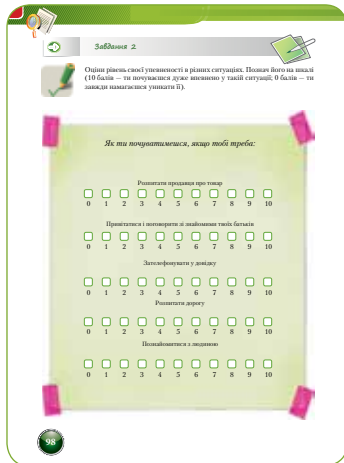 Завдання 2
Оціни рівень своєї упевненості в різних ситуаціях. Познач його на шкалі
(10 балів — ти почуваєшся дуже впевнено у такій ситуації; 0 балів — ти
завжди намагаєшся уникати її).
Як ти почуватимешся, якщо тобі треба:
Розпитати продавця про товар
0 1 2 3 4 5 6 7 8 9 10
Привітатися і поговорити зі знайомими твоїх батьків
0 1 2 3 4 5 6 7 8 9 10
Зателефонувати у довідку
0 1 2 3 4 5 6 7 8 9 10
Розпитати дорогу
0 1 2 3 4 5 6 7 8 9 10
Познайомитися з людиною
0 1 2 3 4 5 6 7 8 9 10
98